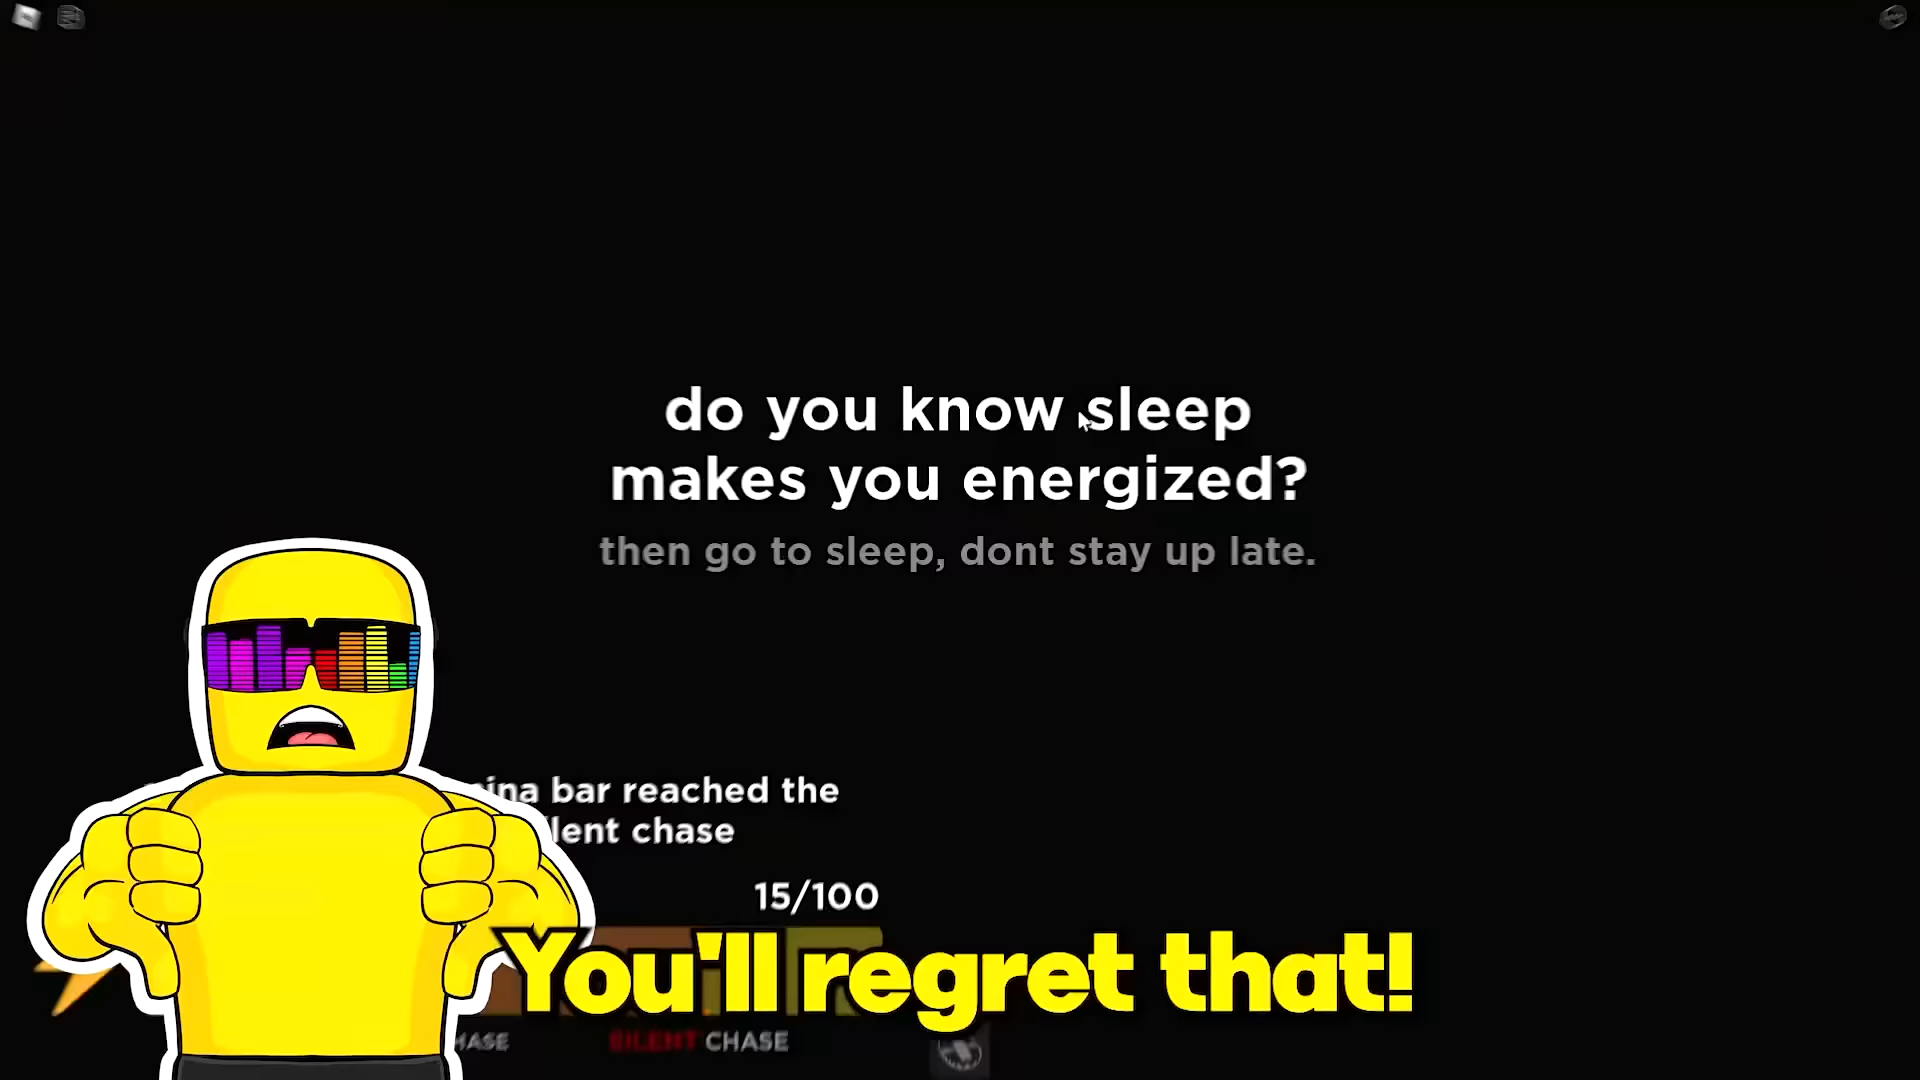 do you know sleep
makes you energized?
then go to sleep, dont stay up late.
bar reached the
chase
15/100
You'll regret that!
SILENT CHASE